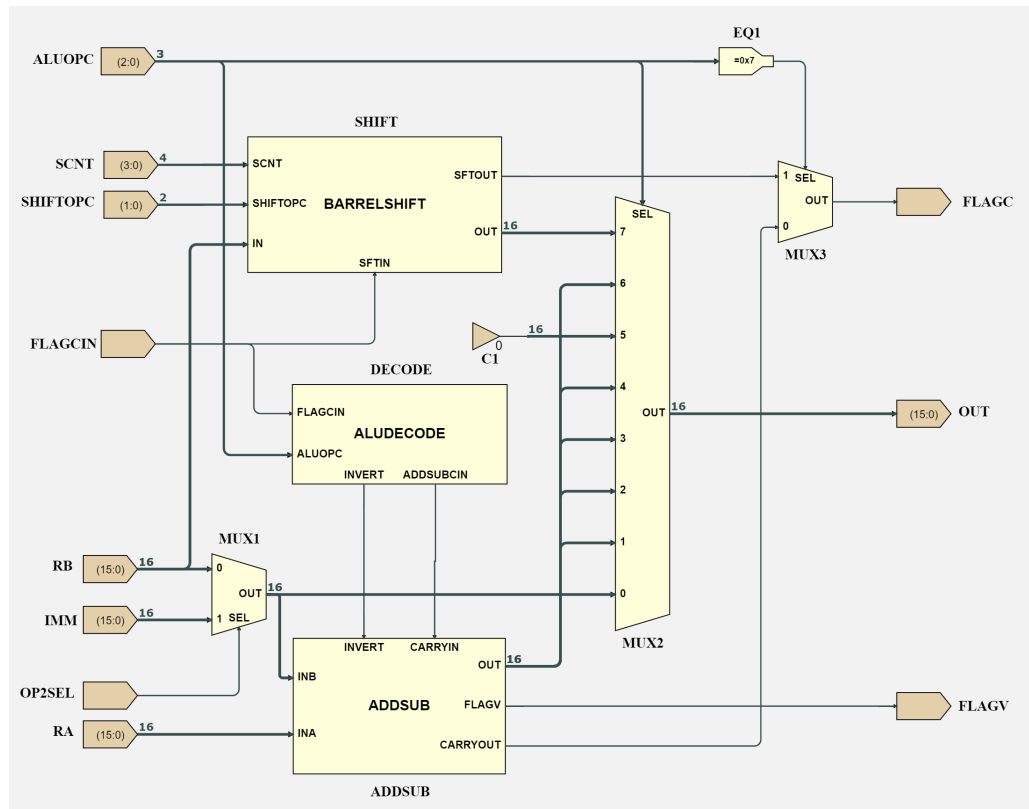 EQ1
ALUOPC (2:0) 3
=0x7
SHIFT
SCNT (3:0) 4
SCNT
SFTOUT
1 SEL
SHIFTOPC (1:0) 2
SHIFTOPC
BARRELSHIFT
OUT
FLAGC
SEL
OUT 16
7
0
IN
MUX3
SFTIN
6
FLAGCIN
16
5
0
C1
DECODE
4
FLAGCIN
OUT 16
(15:0) OUT
ALUDECODE
3
ALUOPC
INVERT ADDSUBCIN
2
MUX1
1
RB (15:0) 16
0
OUT 16
0
IMM (15:0) 16
1 SEL
MUX2
INVERT CARRYIN
OUT 16
INB
OP2SEL
ADDSUB
FLAGV
FLAGV
RA (15:0) 16
INA
CARRYOUT
ADDSUB